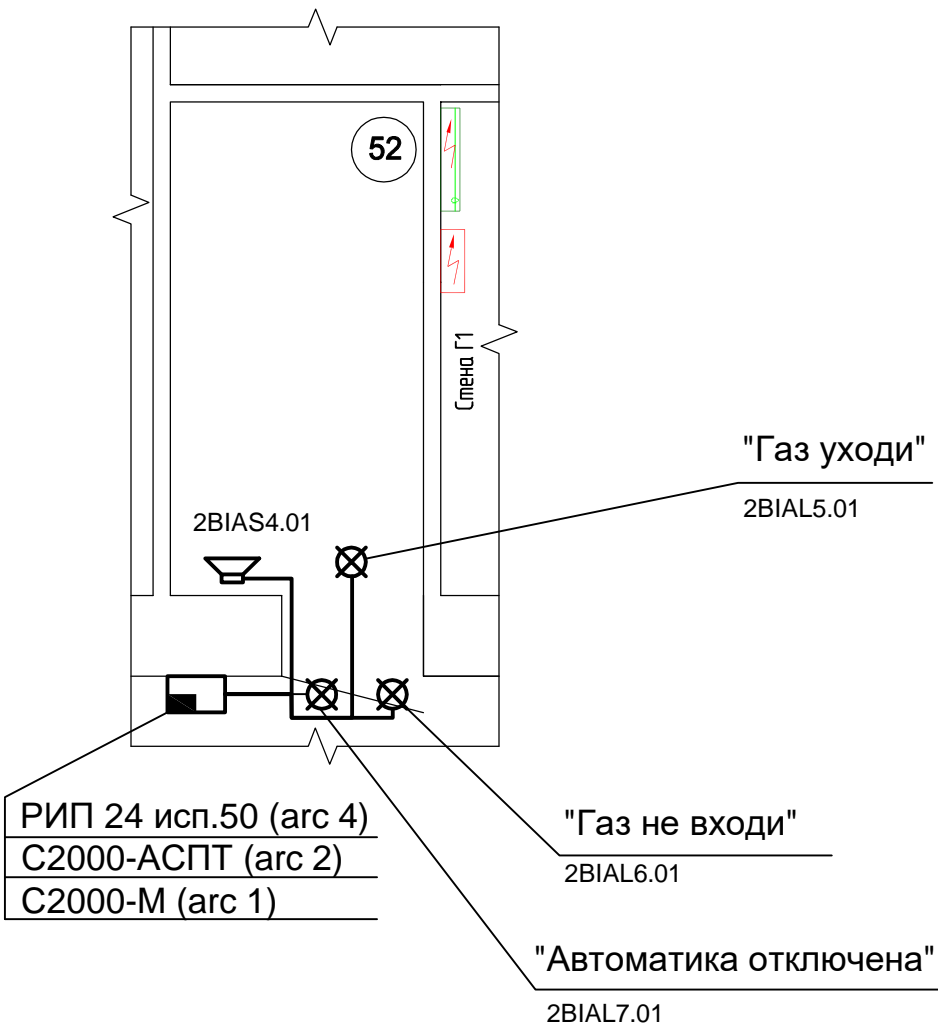 52
Стена Г1
"Газ уходи"
2BIAL5.01
2BIAS4.01
РИП 24 исп.50 (arc 4)
С2000-АСПТ (arc 2)
С2000-М (arc 1)
"Газ не входи"
2BIAL6.01
"Автоматика отключена"
2BIAL7.01